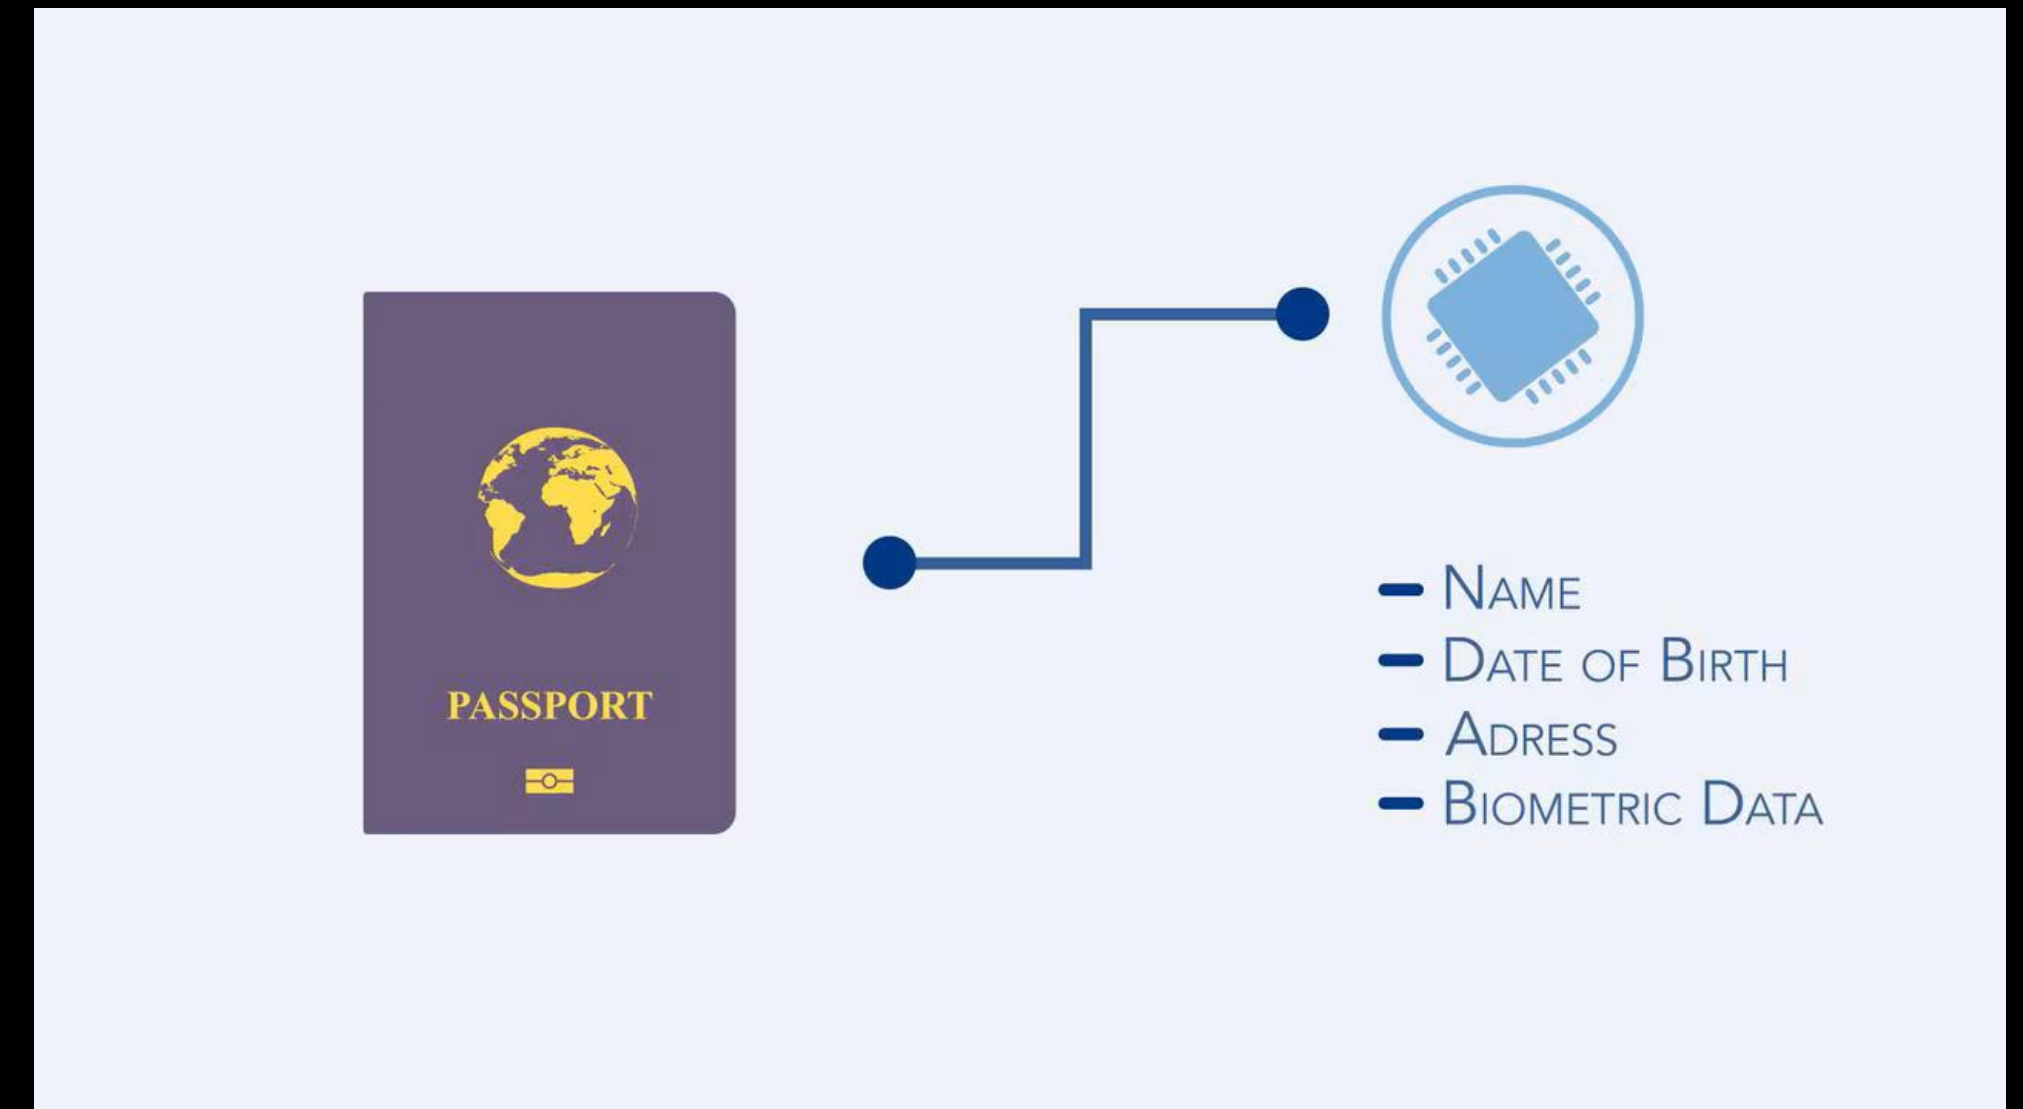 PASSPORT
- NAME
- DATE OF BIRTH
- ADRESS
- BIOMETRIC DATA